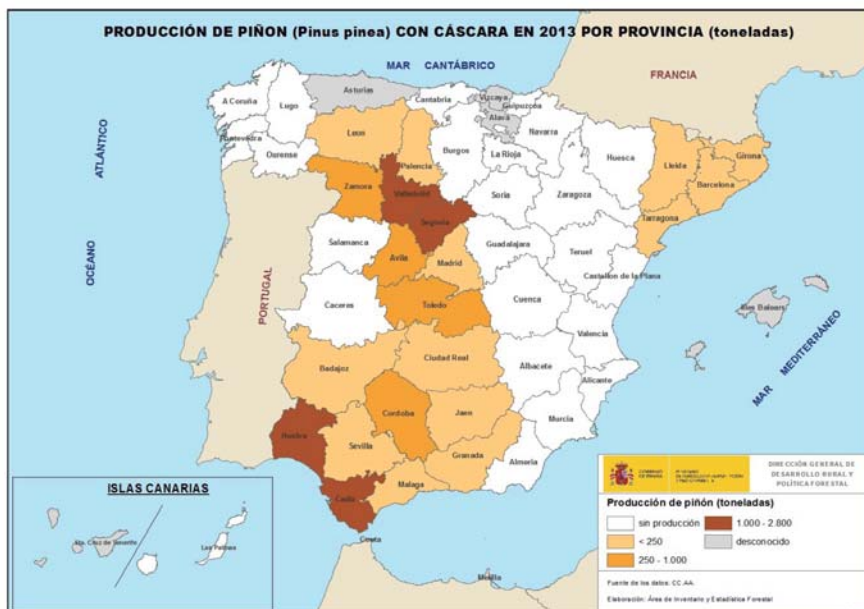 PRODUCCIÓN DE PIÑON (Pinus pinea) CON CÁSCARA EN 2013 POR PROVINCIA (toneladas)
MAR CANTÁBRICO
FRANCIA
A Coruña
Lugo
Asturias
Cantabria
Vizcaya
Guipuzcoa
Alava
Navarra
Pontevedra
Ourense
Leon
Palencia
Burgos
La Rioja
Huesca
Lleida
Girona
Barcelona
Tarragona
ATLÁNTICO
OCÉANO
Zamora
Valladolid
Segovia
Soria
Zaragoza
Salamanca
Avila
Madrid
Guadalajara
Teruel
Castellon de la Plana
PORTUGAL
Caceres
Toledo
Cuenca
Valencia
Illes Balears
MAR MEDITERRÁNEO
Badajoz
Ciudad Real
Albacete
Alicante
Huelva
Sevilla
Cordoba
Jaen
Murcia
Granada
Almeria
Cadiz
Malaga
Ceuta
Melilla
ISLAS CANARIAS
Sta. Cruz de Tenerife
Las Palmas
DIRECCIÓN GENERAL DE
DESARROLLO RURAL Y
POLÍTICA FORESTAL
Producción de piñón (toneladas)
sin producción
< 250
250 - 1.000
1.000 - 2.800
desconocido
Fuente de los datos: CC.AA.
Elaboración: Área de Inventario y Estadística Forestal